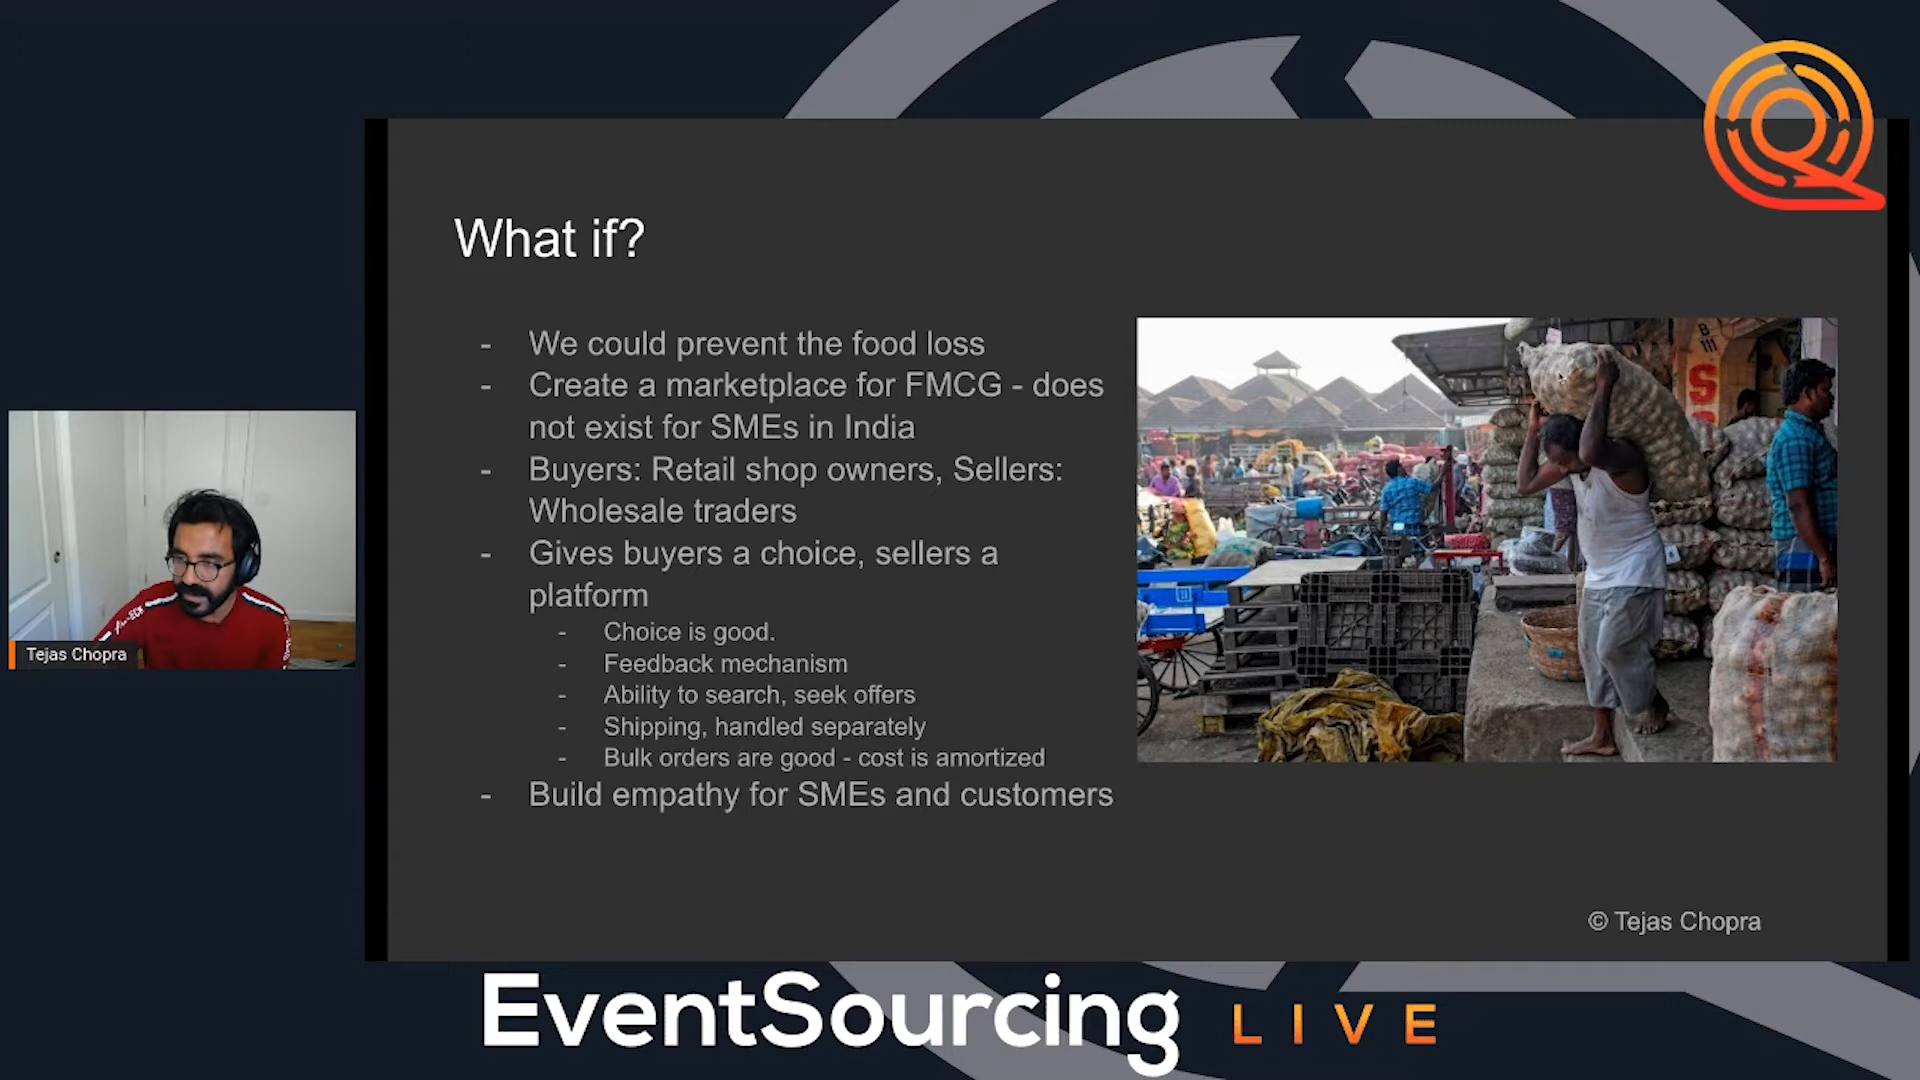 What if?
- We could prevent the food loss
- Create a marketplace for FMCG - does
not exist for SMEs in India
- Buyers: Retail shop owners, Sellers:
Wholesale traders
- Gives buyers a choice, sellers a
platform
- Choice is good.
- Feedback mechanism
- Ability to search, seek offers
- Shipping, handled separately
- Bulk orders are good - cost is amortized
- Build empathy for SMEs and customers
B
111
S
Tejas Chopra
© Tejas Chopra
EventSourcing LIVE